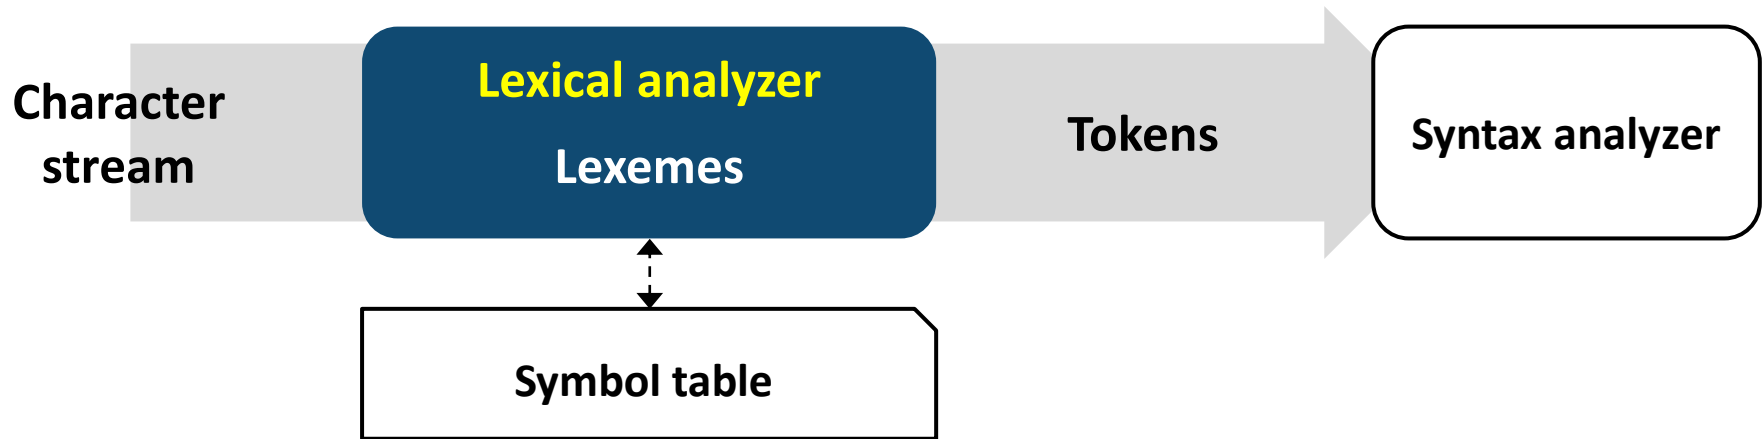 Character
stream
Lexical analyzer
Lexemes
Tokens
Syntax analyzer
Symbol table